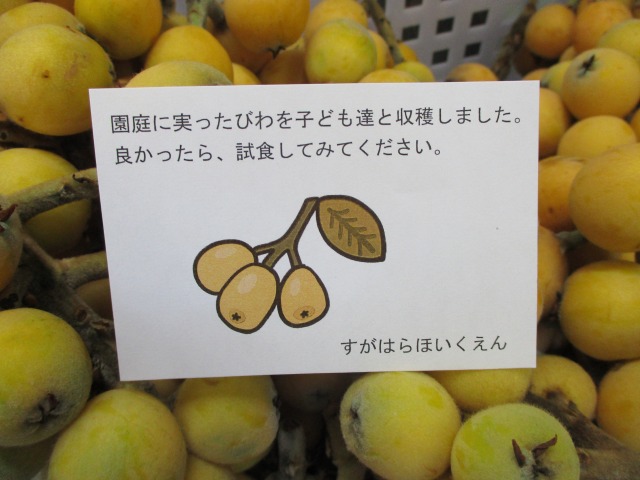 園庭に実ったびわを子ども達と収穫しました。
良かったら、試食してみてください。
すがはらほいくえん